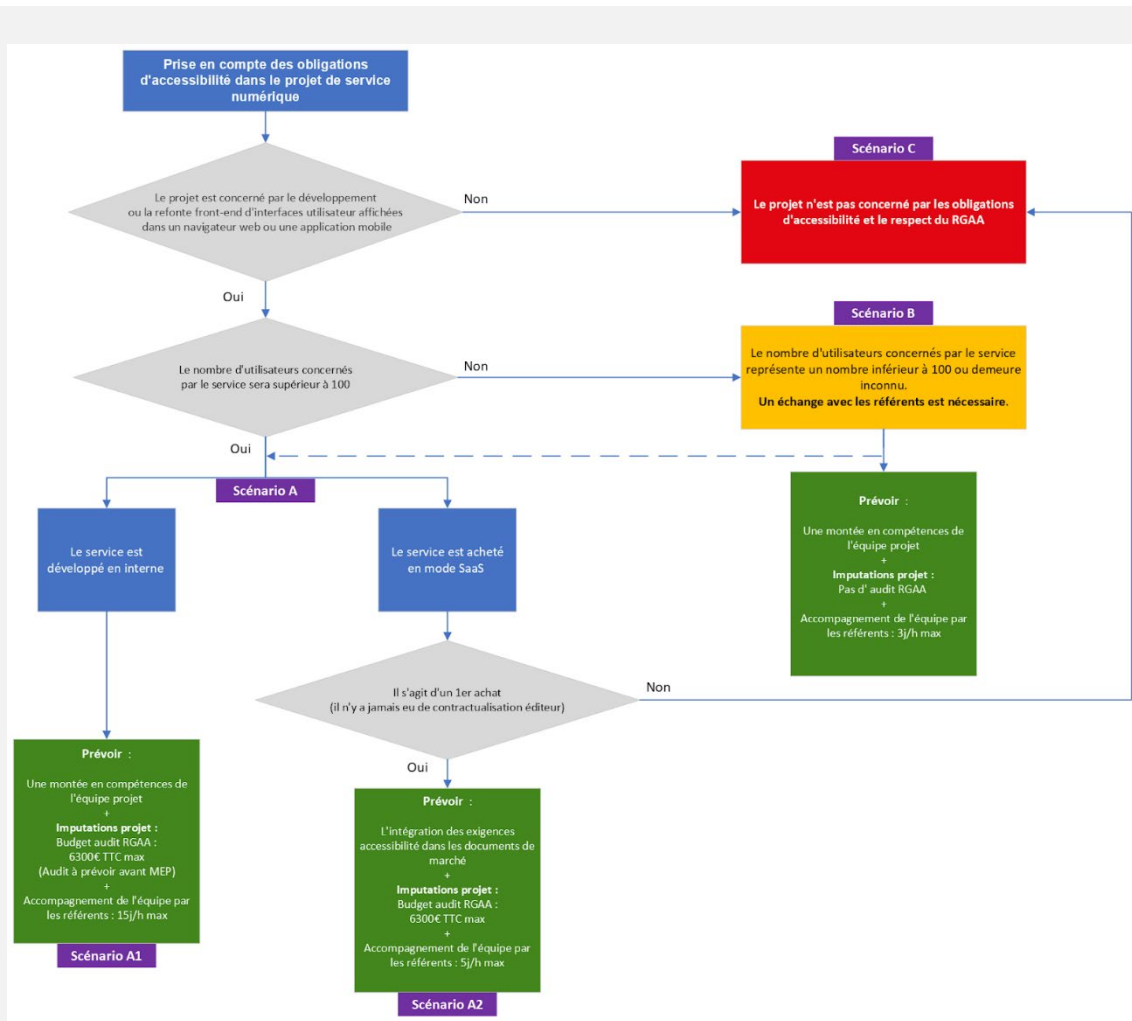 Prise en compte des obligations
d'accessibilité dans le projet de service
numérique
Scénario C
Le projet est concerné par le développement
ou la refonte front-end d'interfaces utilisateur affichées
dans un navigateur web ou une application mobile
Non
Le projet n'est pas concerné par les obligations
d'accessibilité et le respect du RGAA
Oui
Scénario B
Le nombre d'utilisateurs concernés
par le service sera supérieur à 100
Non
Le nombre d'utilisateurs concernés par le service
représente un nombre inférieur à 100 ou demeure
inconnu.
Un échange avec les référents est nécessaire.
Oui
Scénario A
Le service est
développé en interne
Le service est acheté
en mode SaaS
Prévoir :
Une montée en compétences de
l'équipe projet
+
Imputations projet :
Pas d' audit RGAA
+
Accompagnement de l'équipe par
les référents : 3j/h max
Il s'agit d'un 1er achat
(il n'y a jamais eu de contractualisation éditeur)
Non
Oui
Prévoir :
Une montée en compétences de
l'équipe projet
+
Imputations projet :
Budget audit RGAA :
6300€ TTC max
(Audit à prévoir avant MEP)
+
Accompagnement de l'équipe par
les référents : 15j/h max
Scénario A1
Prévoir :
L'intégration des exigences
accessibilité dans les documents de
marché
+
Imputations projet :
Budget audit RGAA :
6300€ TTC max
+
Accompagnement de l'équipe par
les référents : 5j/h max
Scénario A2